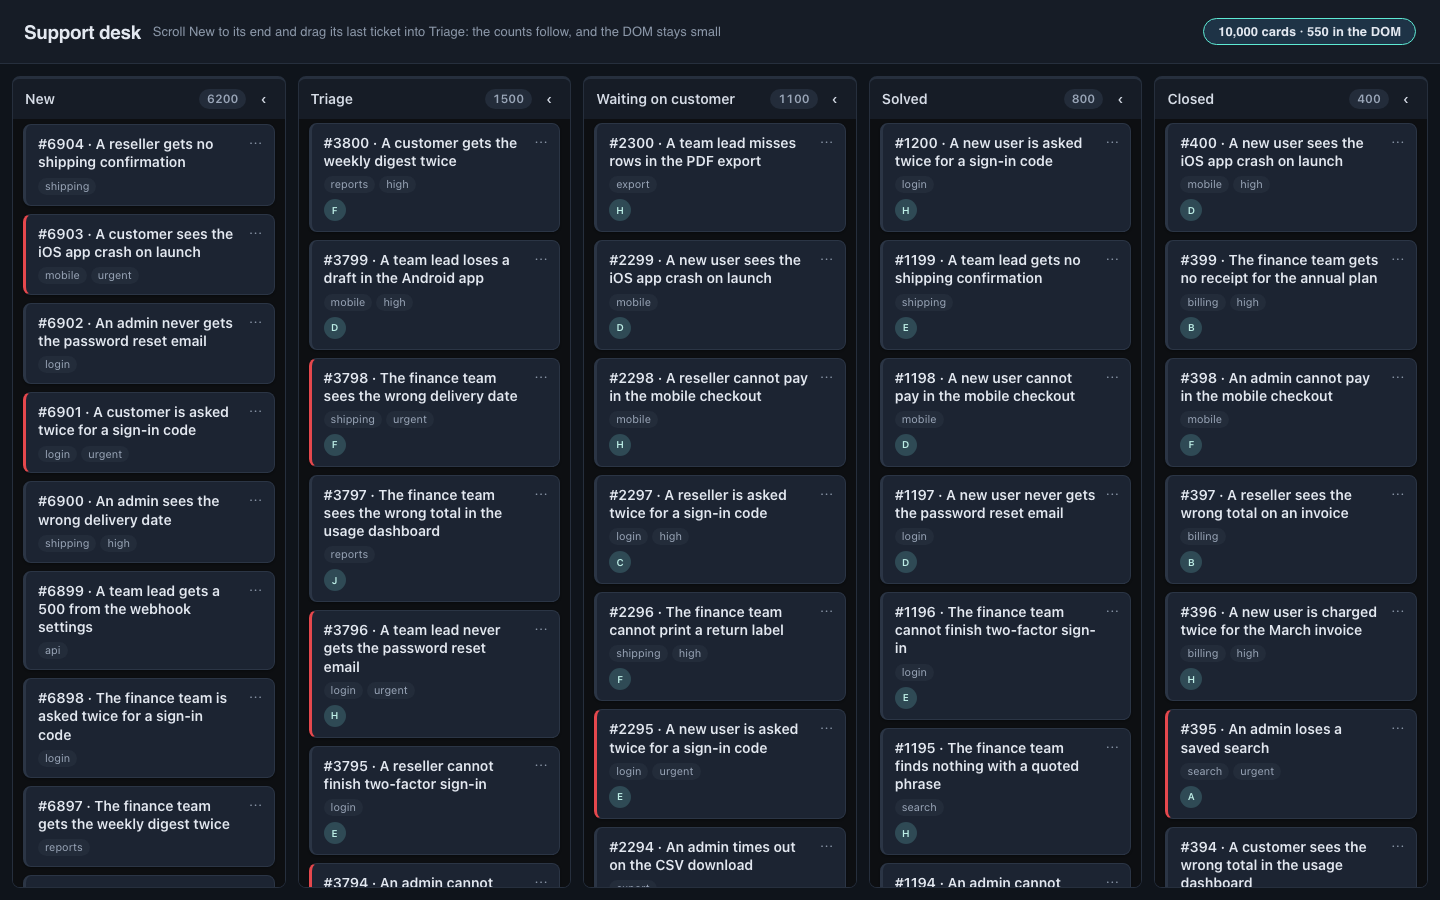 Support desk
Scroll New to its end and drag its last ticket into Triage: the counts follow, and the DOM stays small
10,000 cards · 550 in the DOM
New
6200
#6904 · A reseller gets no
shipping confirmation
shipping
#6903 · A customer sees the
iOS app crash on launch
mobile urgent
#6902 · An admin never gets
the password reset email
login
#6901 · A customer is asked
twice for a sign-in code
login urgent
#6900 · An admin sees the
wrong delivery date
shipping high
#6899 · A team lead gets a
500 from the webhook
settings
api
#6898 · The finance team is
asked twice for a sign-in
code
login
#6897 · The finance team
gets the weekly digest twice
reports
Triage
1500
#3800 · A customer gets the
weekly digest twice
reports high
F
#3799 · A team lead loses a
draft in the Android app
mobile high
D
#3798 · The finance team
sees the wrong delivery date
shipping urgent
F
#3797 · The finance team
sees the wrong total in the
usage dashboard
reports
J
#3796 · A team lead never
gets the password reset
email
login urgent
H
#3795 · A reseller cannot
finish two-factor sign-in
login
E
#3794 · An admin cannot
Waiting on customer
1100
#2300 · A team lead misses
rows in the PDF export
export
H
#2299 · A new user sees the
iOS app crash on launch
mobile
D
#2298 · A reseller cannot pay
in the mobile checkout
mobile
H
#2297 · A reseller is asked
twice for a sign-in code
login high
C
#2296 · The finance team
cannot print a return label
shipping high
F
#2295 · A new user is asked
twice for a sign-in code
login urgent
E
#2294 · An admin times out
on the CSV download
Solved
800
#1200 · A new user is asked
twice for a sign-in code
login
H
#1199 · A team lead gets no
shipping confirmation
shipping
E
#1198 · A new user cannot
pay in the mobile checkout
mobile
D
#1197 · A new user never gets
the password reset email
login
D
#1196 · The finance team
cannot finish two-factor sign-
in
login
E
#1195 · The finance team
finds nothing with a quoted
phrase
search
H
#1194 · An admin cannot
Closed
400
#400 · A new user sees the
iOS app crash on launch
mobile high
D
#399 · The finance team gets
no receipt for the annual plan
billing high
B
#398 · An admin cannot pay
in the mobile checkout
mobile
F
#397 · A reseller sees the
wrong total on an invoice
billing
B
#396 · A new user is charged
twice for the March invoice
billing high
H
#395 · An admin loses a
saved search
search urgent
A
#394 · A customer sees the
wrong total in the usage
dashboard